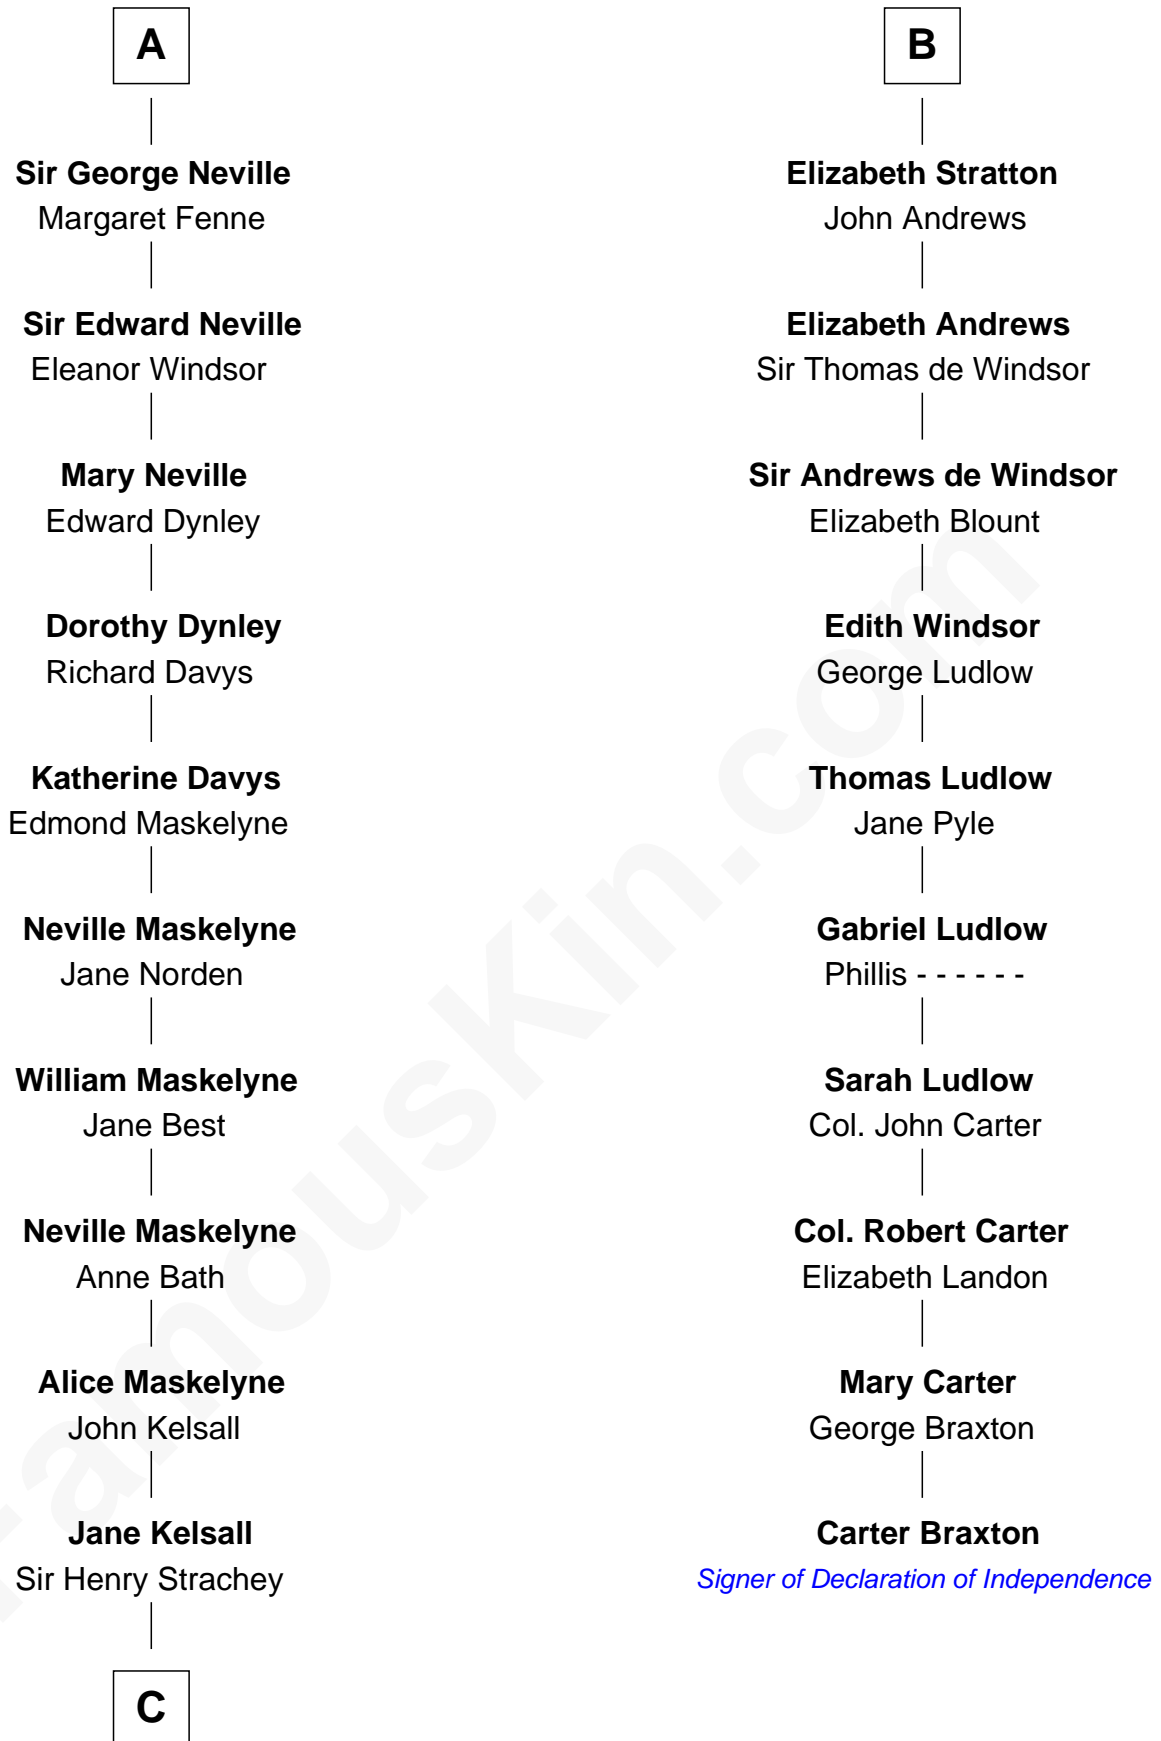 A
Sir George Neville
Margaret Fenne
Sir Edward Neville
Eleanor Windsor
Mary Neville
Edward Dynley
Dorothy Dynley
Richard Davys
Katherine Davys
Edmond Maskelyne
Neville Maskelyne
Jane Norden
William Maskelyne
Jane Best
Neville Maskelyne
Anne Bath
Alice Maskelyne
John Kelsall
Jane Kelsall
Sir Henry Strachey
C
B
Elizabeth Stratton
John Andrews
Elizabeth Andrews
Sir Thomas de Windsor
Sir Andrews de Windsor
Elizabeth Blount
Edith Windsor
George Ludlow
Thomas Ludlow
Jane Pyle
Gabriel Ludlow
Phillis - - - - - -
Sarah Ludlow
Col. John Carter
Col. Robert Carter
Elizabeth Landon
Mary Carter
George Braxton
Carter Braxton
Signer of Declaration of Independence
FamousKin.com